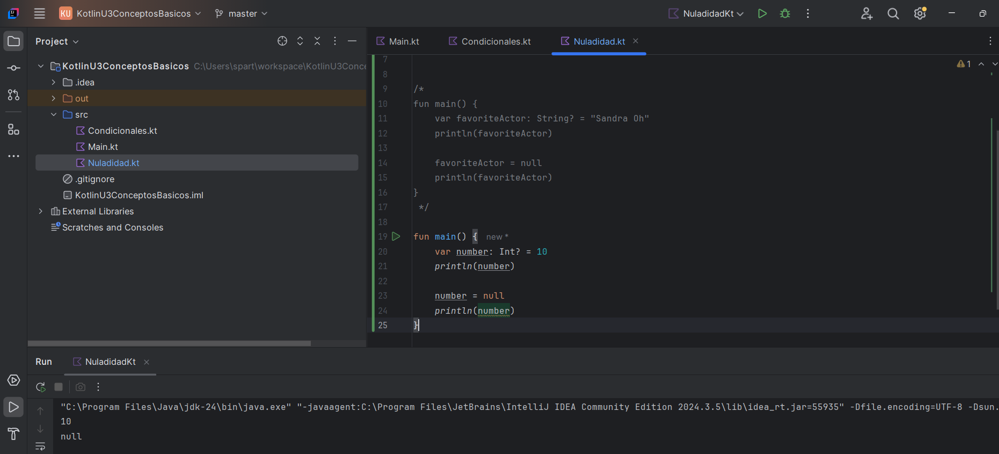 KU KotlinU3ConceptosBasicos master NuladidadKt
Project
Main.kt Condicionales.kt Nuladidad.kt
KotlinU3ConceptosBasicos C:\Users\spart\workspace\KotlinU3Conce
.idea
out
src
Condicionales.kt
Main.kt
Nuladidad.kt
.gitignore
KotlinU3ConceptosBasicos.iml
External Libraries
Scratches and Consoles
1
7
8
9 /*
10 fun main() {
11 var favoriteActor: String? = "Sandra Oh"
12 println(favoriteActor)
13
14 favoriteActor = null
15 println(favoriteActor)
16 }
17 */
18
19 fun main() { new *
20 var number: Int? = 10
21 println(number)
22
23 number = null
24 println(number)
25 }
Run NuladidadKt
"C:\Program Files\Java\jdk-24\bin\java.exe" "-javaagent:C:\Program Files\JetBrains\IntelliJ IDEA Community Edition 2024.3.5\lib\idea_rt.jar=55935" -Dfile.encoding=UTF-8 -Dsun.
10
null